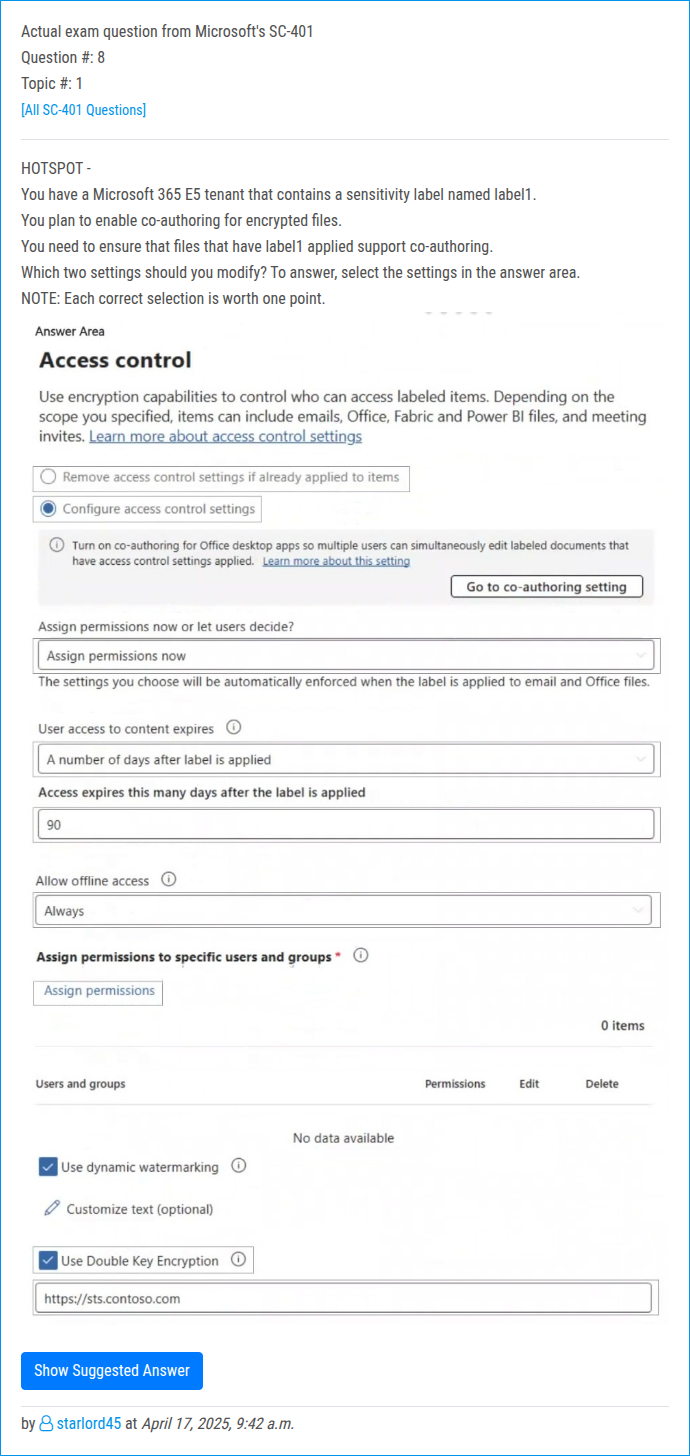 Actual exam question from Microsoft's SC-401
Question #: 8
Topic #: 1
[All SC-401 Questions]
HOTSPOT -
You have a Microsoft 365 E5 tenant that contains a sensitivity label named label1.
You plan to enable co-authoring for encrypted files.
You need to ensure that files that have label1 applied support co-authoring.
Which two settings should you modify? To answer, select the settings in the answer area.
NOTE: Each correct selection is worth one point.
Answer Area
Access control
Use encryption capabilities to control who can access labeled items. Depending on the
scope you specified, items can include emails, Office, Fabric and Power BI files, and meeting
invites. Learn more about access control settings
Remove access control settings if already applied to items
Configure access control settings
Turn on co-authoring for Office desktop apps so multiple users can simultaneously edit labeled documents that
have access control settings applied. Learn more about this setting
Go to co-authoring setting
Assign permissions now or let users decide?
Assign permissions now
The settings you choose will be automatically enforced when the label is applied to email and Office files.
User access to content expires
A number of days after label is applied
Access expires this many days after the label is applied
90
Allow offline access
Always
Assign permissions to specific users and groups *
Assign permissions
0 items
Users and groups Permissions Edit Delete
No data available
Use dynamic watermarking
Customize text (optional)
Use Double Key Encryption
https://sts.contoso.com
Show Suggested Answer
by starlord45 at April 17, 2025, 9:42 a.m.